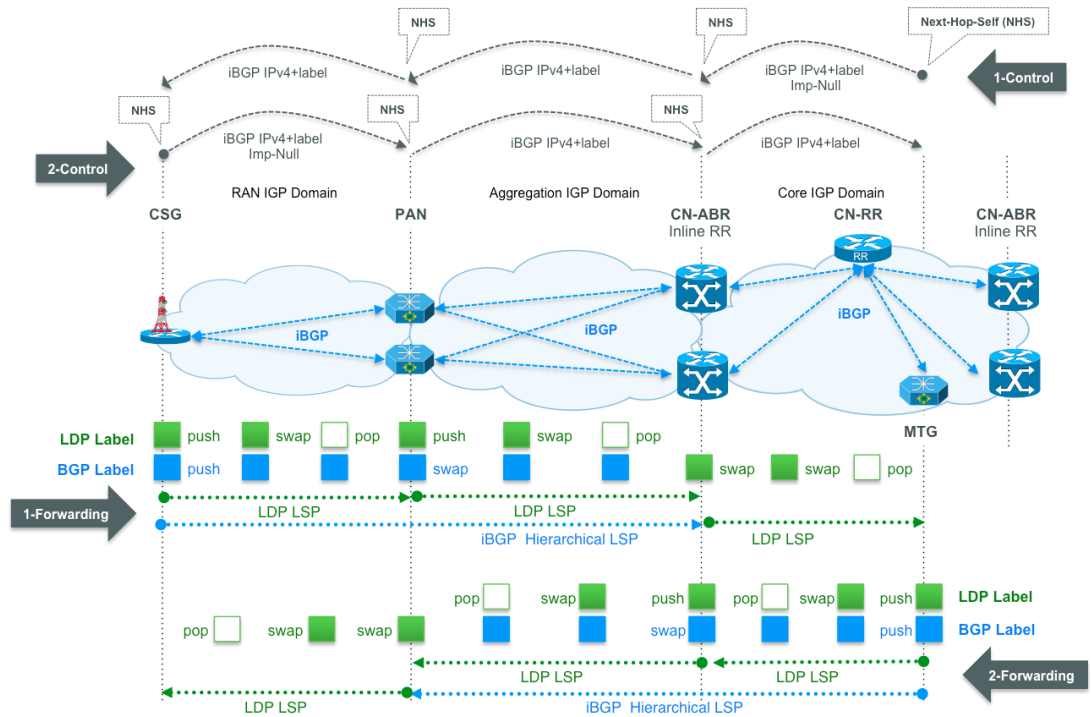 NHS
NHS
Next-Hop-Self (NHS)
iBGP IPv4+label
iBGP IPv4+label
iBGP IPv4+label
Imp-Null
1-Control
NHS
NHS
NHS
iBGP IPv4+label
Imp-Null
iBGP IPv4+label
iBGP IPv4+label
2-Control
RAN IGP Domain
Aggregation IGP Domain
Core IGP Domain
CSG
PAN
CN-ABR
Inline RR
CN-RR
CN-ABR
Inline RR
RR
iBGP
iBGP
iBGP
MTG
LDP Label
push
swap
pop
push
swap
pop
BGP Label
push
swap
swap
swap
pop
1-Forwarding
LDP LSP
LDP LSP
iBGP Hierarchical LSP
LDP LSP
pop
swap
push
pop
swap
push
LDP Label
pop
swap
swap
swap
push
BGP Label
2-Forwarding
LDP LSP
LDP LSP
LDP LSP
iBGP Hierarchical LSP